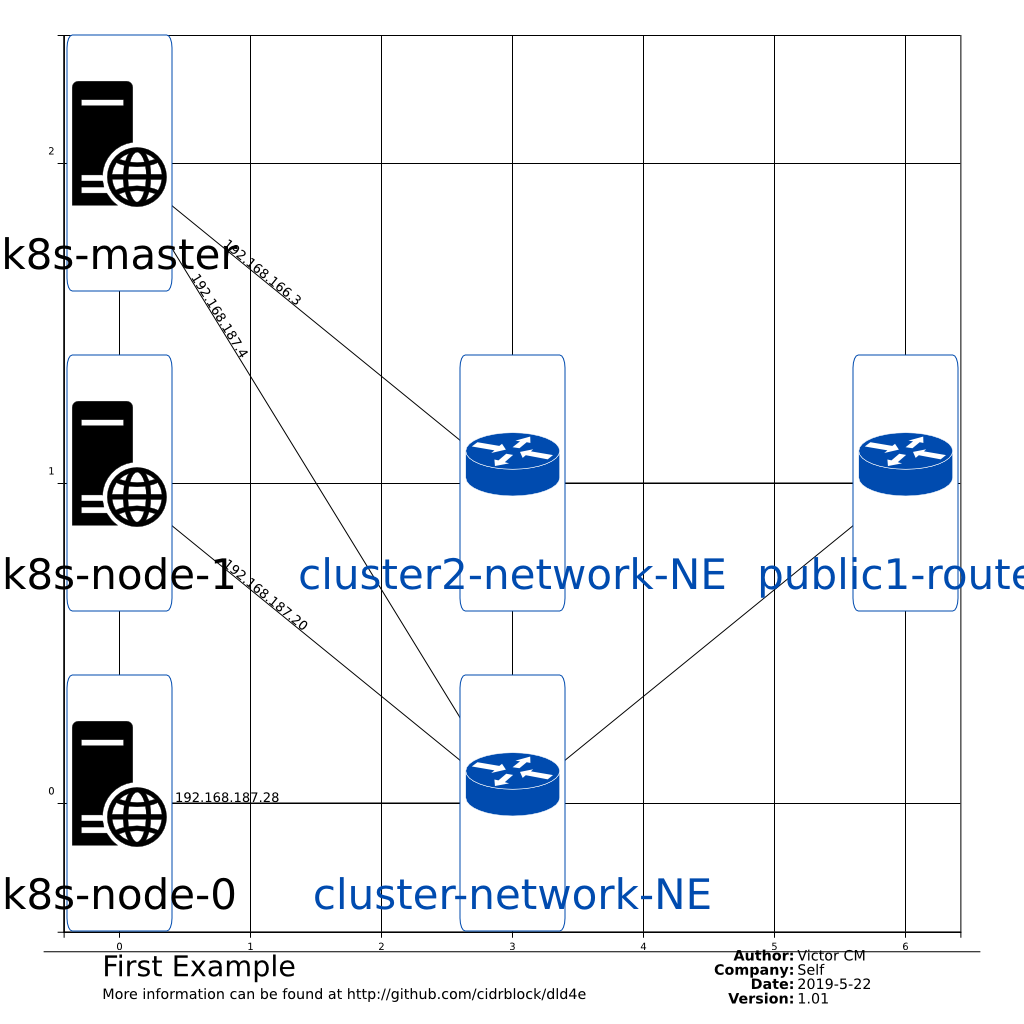 2
k8s-master
192.168.166.3
192.168.187.4
1
k8s-node-1
192.168.187.20
cluster2-network-NE
public1-route
0
192.168.187.28
k8s-node-0
cluster-network-NE
0 1 2 3 4 5 6
First Example
More information can be found at http://github.com/cidrblock/dld4e
Author: Victor CM
Company: Self
Date: 2019-5-22
Version: 1.01